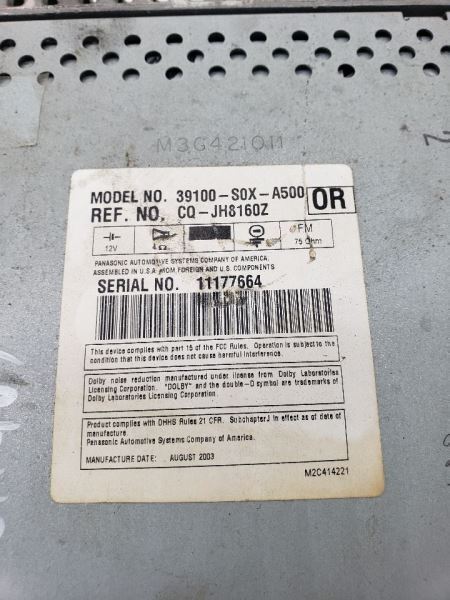 M3G421011
MODEL NO. 39100-S0X-A500
REF. NO. CQ-JH8160Z
OR
12V
4Ω
FM
75 Ohm
PANASONIC AUTOMOTIVE SYSTEMS COMPANY OF AMERICA.
ASSEMBLED IN U.S.A FROM FOREIGN AND U.S. COMPONENTS
SERIAL NO. 11177664
This device complies with part 15 of the FCC Rules. Operation is subject to the
condition that this device does not cause harmful interference.
Dolby noise reduction manufactured under license from Dolby Laboratories
Licensing Corporation. "DOLBY" and the double-D symbol are trademarks of
Dolby Laboratories Licensing Corporation.
Product complies with DHHS Rules 21 CFR. Subchapter J in effect as of date of
manufacture.
Panasonic Automotive Systems Company of America.
MANUFACTURE DATE: AUGUST 2003
M2C414221